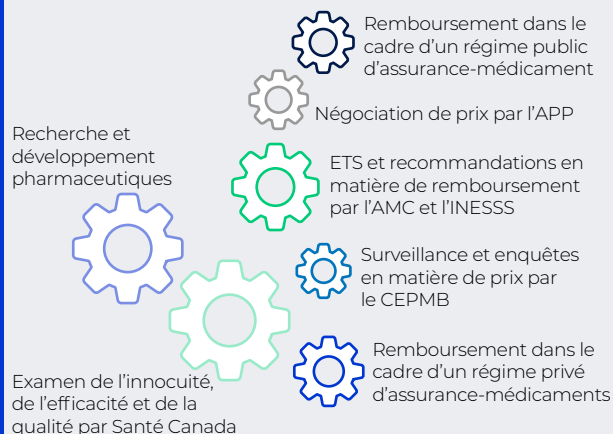 Remboursement dans le
cadre d'un régime public
d'assurance-médicament
Négociation de prix par l'APP
Recherche et
développement
pharmaceutiques
ETS et recommandations en
matière de remboursement
par l'AMC et l'INESSS
Surveillance et enquêtes
en matière de prix par
le CEPMB
Remboursement dans le
cadre d'un régime privé
d'assurance-médicaments
Examen de l'innocuité,
de l'efficacité et de la
qualité par Santé Canada